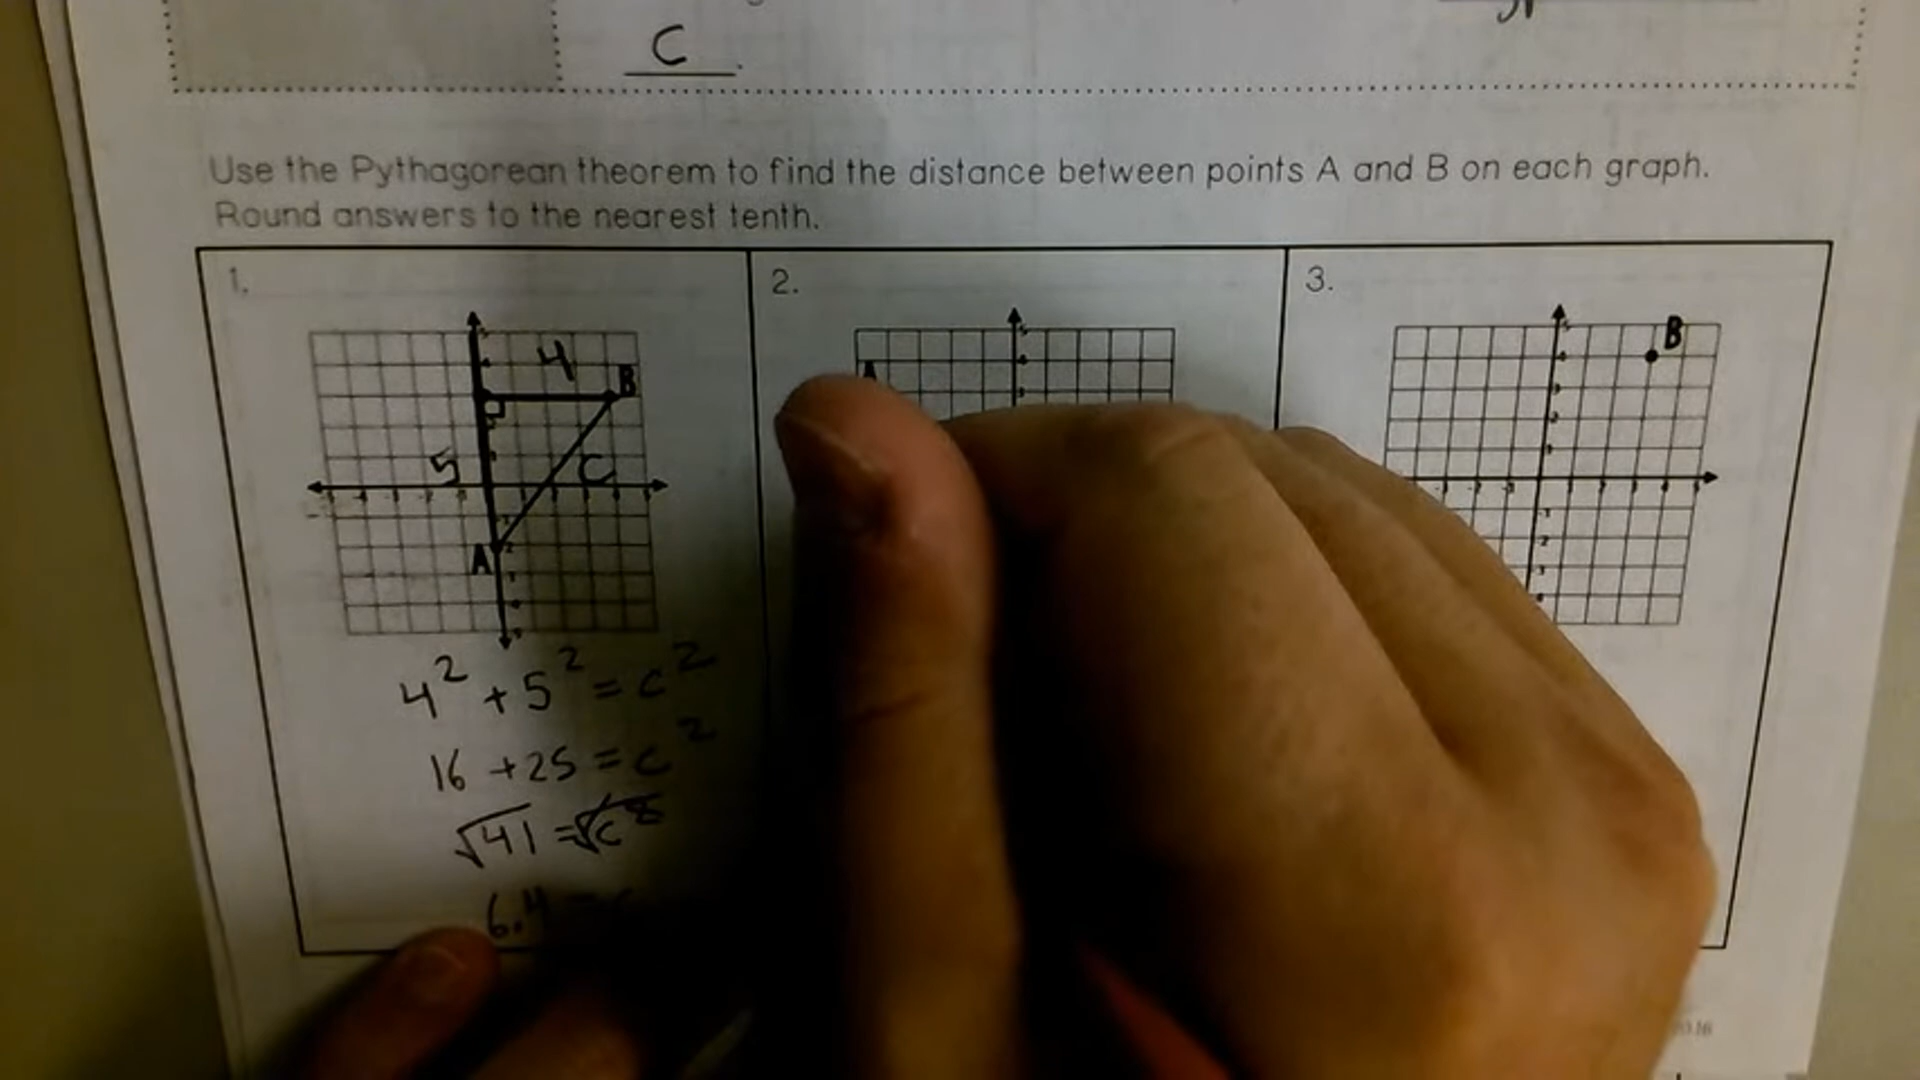 C.
Use the Pythagorean theorem to find the distance between points A and B on each graph.
Round answers to the nearest tenth.
1.
2.
3.
4
B
5
C
A
A
B
4² + 5² = c²
16 + 25 = c²
√41 = √c²
6.4 = c